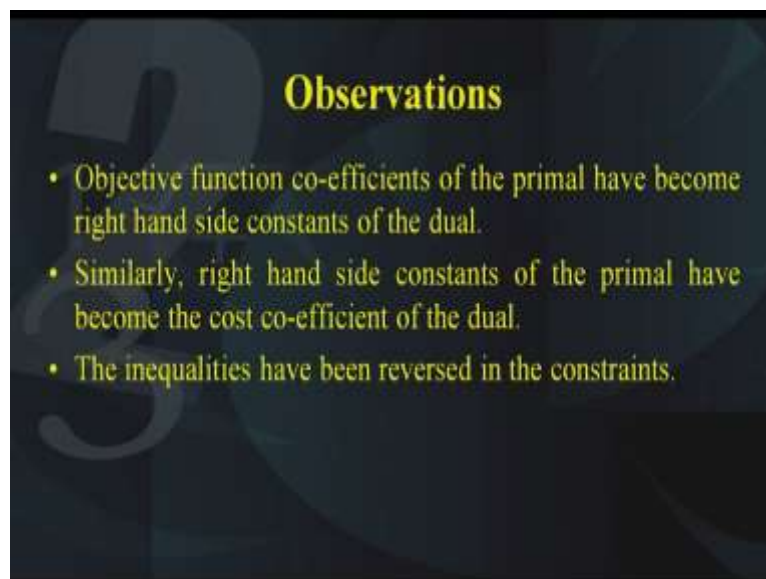 Observations
• Objective function co-efficients of the primal have become
right hand side constants of the dual.
• Similarly, right hand side constants of the primal have
become the cost co-efficient of the dual.
• The inequalities have been reversed in the constraints.